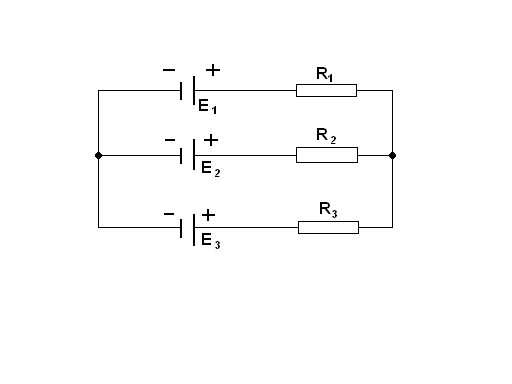 − + R1
E1
− + R2
E2
− + R3
E3